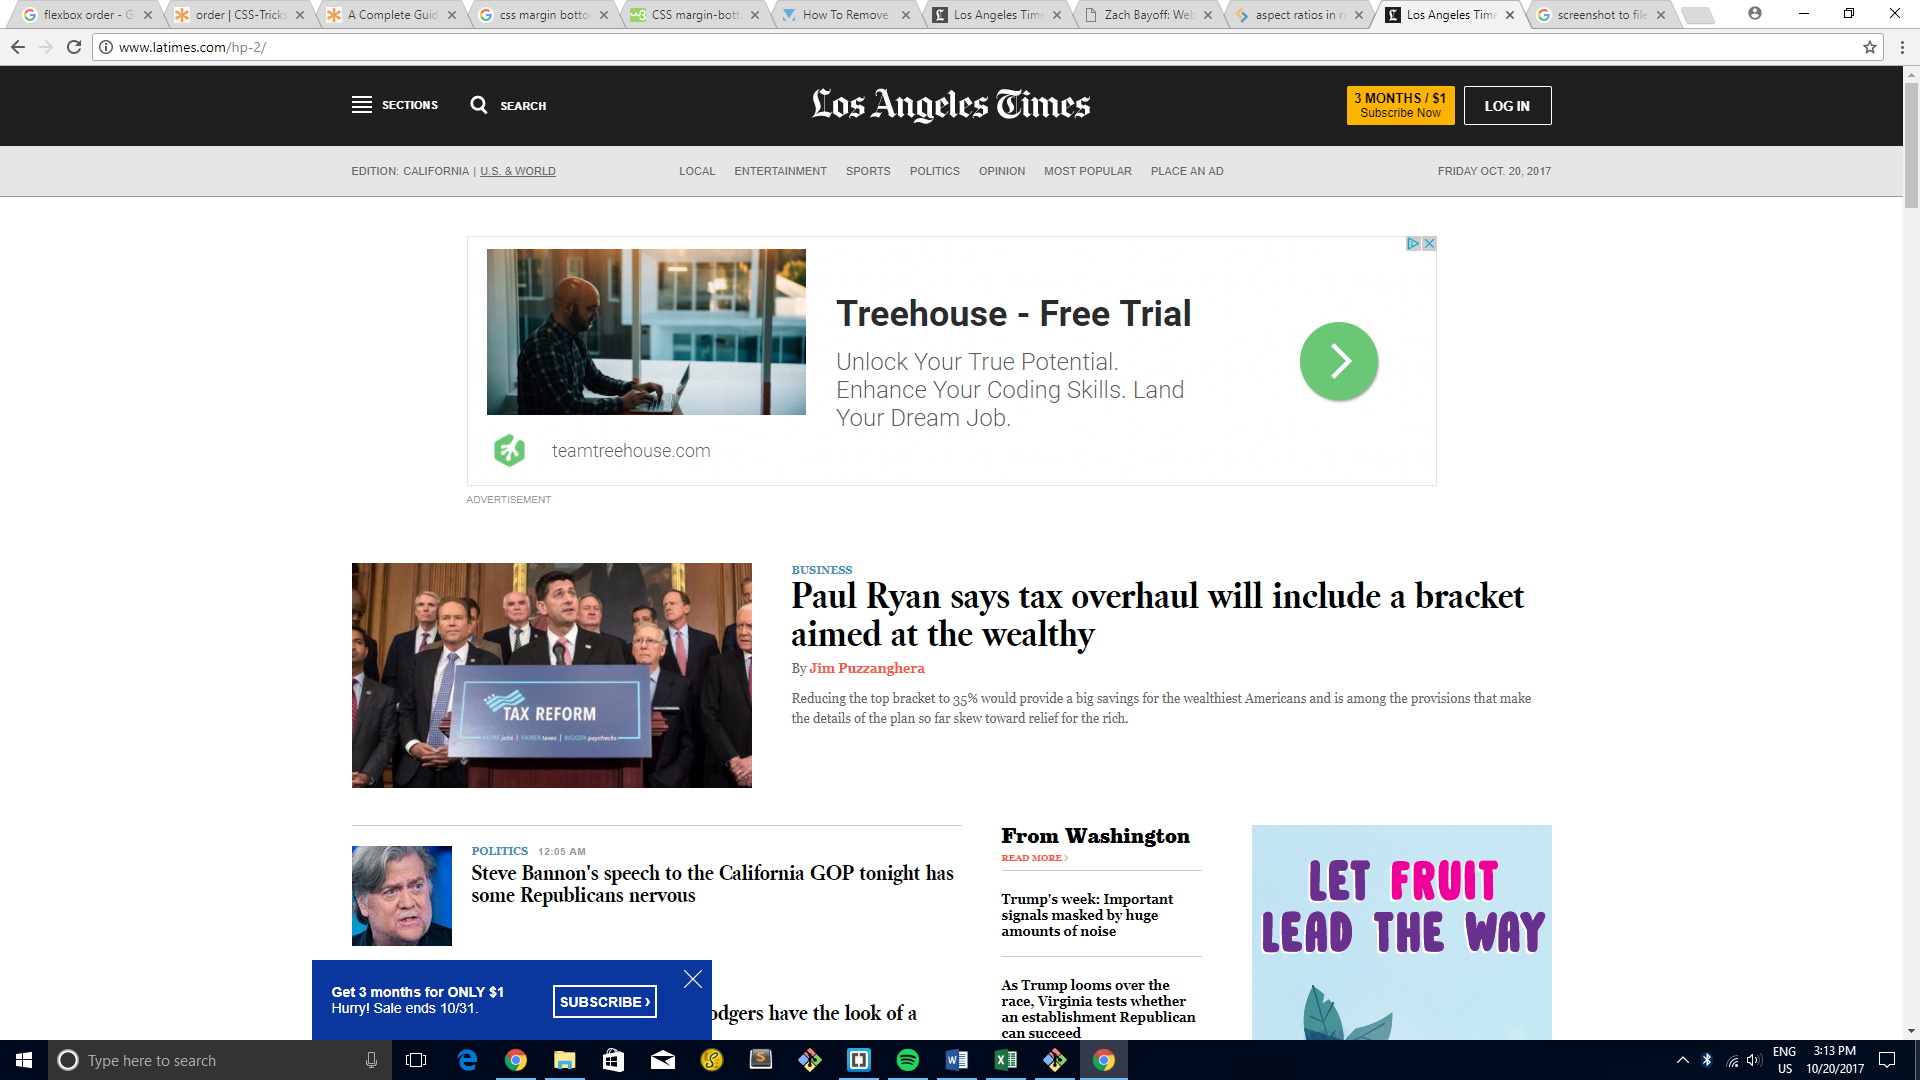 flexbox order - G
order | CSS-Tricks
A Complete Guid
css margin botto
CSS margin-bott
How To Remove
Los Angeles Time
Zach Bayoff: Web
aspect ratios in r
Los Angeles Time
screenshot to file
www.latimes.com/hp-2/
SECTIONS
SEARCH
Los Angeles Times
3 MONTHS / $1
Subscribe Now
LOG IN
EDITION: CALIFORNIA | U.S. & WORLD
LOCAL ENTERTAINMENT SPORTS POLITICS OPINION MOST POPULAR PLACE AN AD
FRIDAY OCT. 20, 2017
Treehouse - Free Trial
Unlock Your True Potential.
Enhance Your Coding Skills. Land
Your Dream Job.
teamtreehouse.com
ADVERTISEMENT
TAX REFORM
MORE jobs | FAIRER taxes | BIGGER paychecks
BUSINESS
Paul Ryan says tax overhaul will include a bracket
aimed at the wealthy
By Jim Puzzanghera
Reducing the top bracket to 35% would provide a big savings for the wealthiest Americans and is among the provisions that make
the details of the plan so far skew toward relief for the rich.
POLITICS 12:05 AM
Steve Bannon's speech to the California GOP tonight has
some Republicans nervous
odgers have the look of a
Get 3 months for ONLY $1
Hurry! Sale ends 10/31.
SUBSCRIBE ›
From Washington
READ MORE ›
Trump's week: Important
signals masked by huge
amounts of noise
As Trump looms over the
race, Virginia tests whether
an establishment Republican
can succeed
LET FRUIT
LEAD THE WAY
Type here to search
ENG
US
3:13 PM
10/20/2017